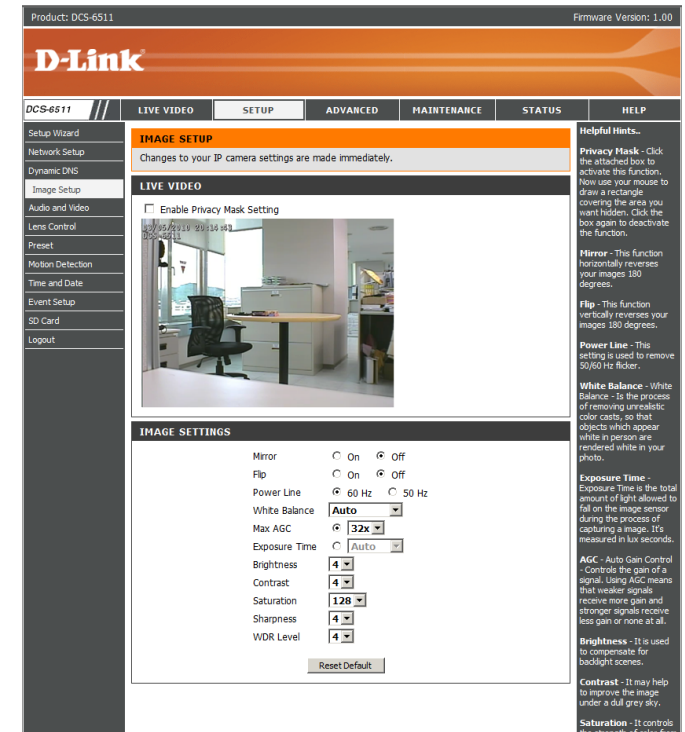 Product: DCS-6511
Firmware Version: 1.00
D-Link
DCS-6511
LIVE VIDEO
SETUP
ADVANCED
MAINTENANCE
STATUS
HELP
Setup Wizard
Network Setup
Dynamic DNS
Image Setup
Audio and Video
Lens Control
Preset
Motion Detection
Time and Date
Event Setup
SD Card
Logout
IMAGE SETUP
Changes to your IP camera settings are made immediately.
LIVE VIDEO
Enable Privacy Mask Setting
DCS-6511
IMAGE SETTINGS
Mirror On Off
Flip On Off
Power Line 60 Hz 50 Hz
White Balance Auto
Max AGC 32x
Exposure Time Auto
Brightness 4
Contrast 4
Saturation 128
Sharpness 4
WDR Level 4
Reset Default
Helpful Hints..
Privacy Mask - Click
the attached box to
activate this function.
Now use your mouse to
draw a rectangle
covering the area you
want hidden. Click the
box again to deactivate
the function.
Mirror - This function
horizontally reverses
your images 180
degrees.
Flip - This function
vertically reverses your
images 180 degrees.
Power Line - This
setting is used to remove
50/60 Hz flicker.
White Balance - White
Balance - Is the process
of removing unrealistic
color casts, so that
objects which appear
white in person are
rendered white in your
photo.
Exposure Time -
Exposure Time is the total
amount of light allowed to
fall on the image sensor
during the process of
capturing a image. It's
measured in lux seconds.
AGC - Auto Gain Control
- Controls the gain of a
signal. Using AGC means
that weaker signals
receive more gain and
stronger signals receive
less gain or none at all.
Brightness - It is used
to compensate for
backlight scenes.
Contrast - It may help
to improve the image
under a dull grey sky.
Saturation - It controls